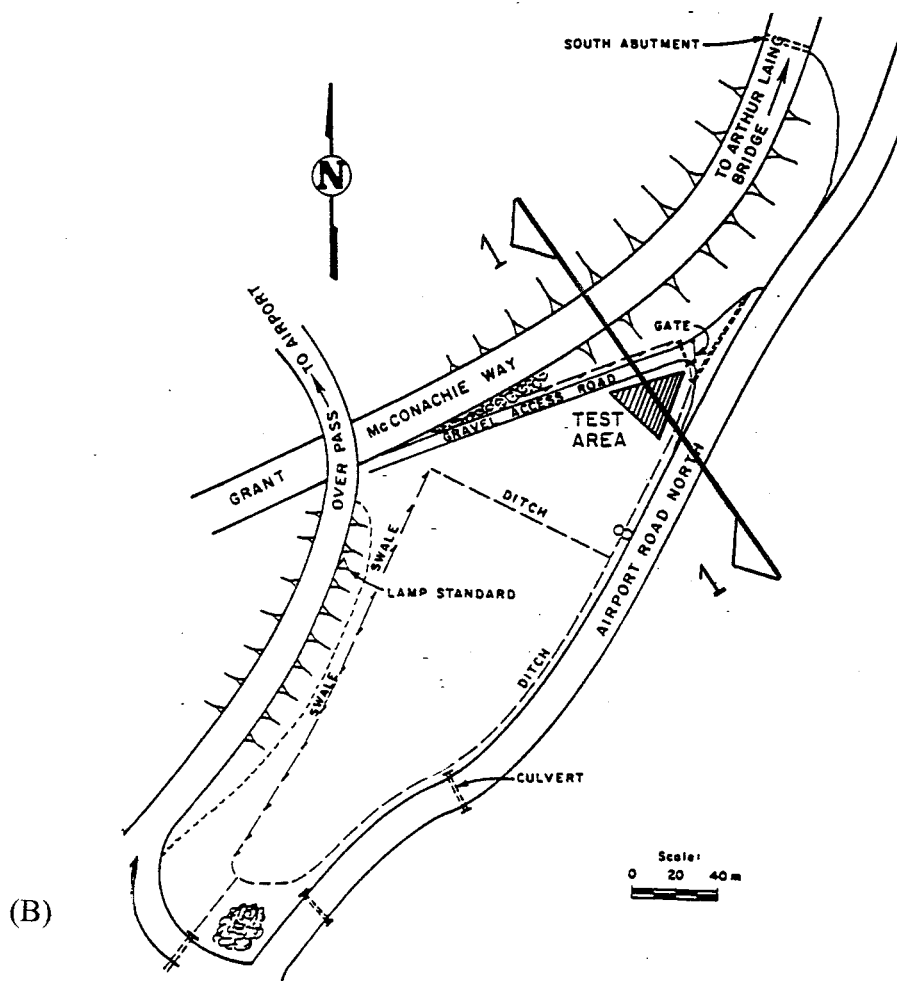 SOUTH ABUTMENT
TO ARTHUR LAING
BRIDGE
N
1
TO AIRPORT
GATE
OVER PASS
GRANT McCONACHIE WAY
GRAVEL ACCESS ROAD
TEST
AREA
DITCH
SWALE
LAMP STANDARD
8
AIRPORT ROAD NORTH
1
DITCH
SWALE
CULVERT
Scale:
0 20 40 m
(B)